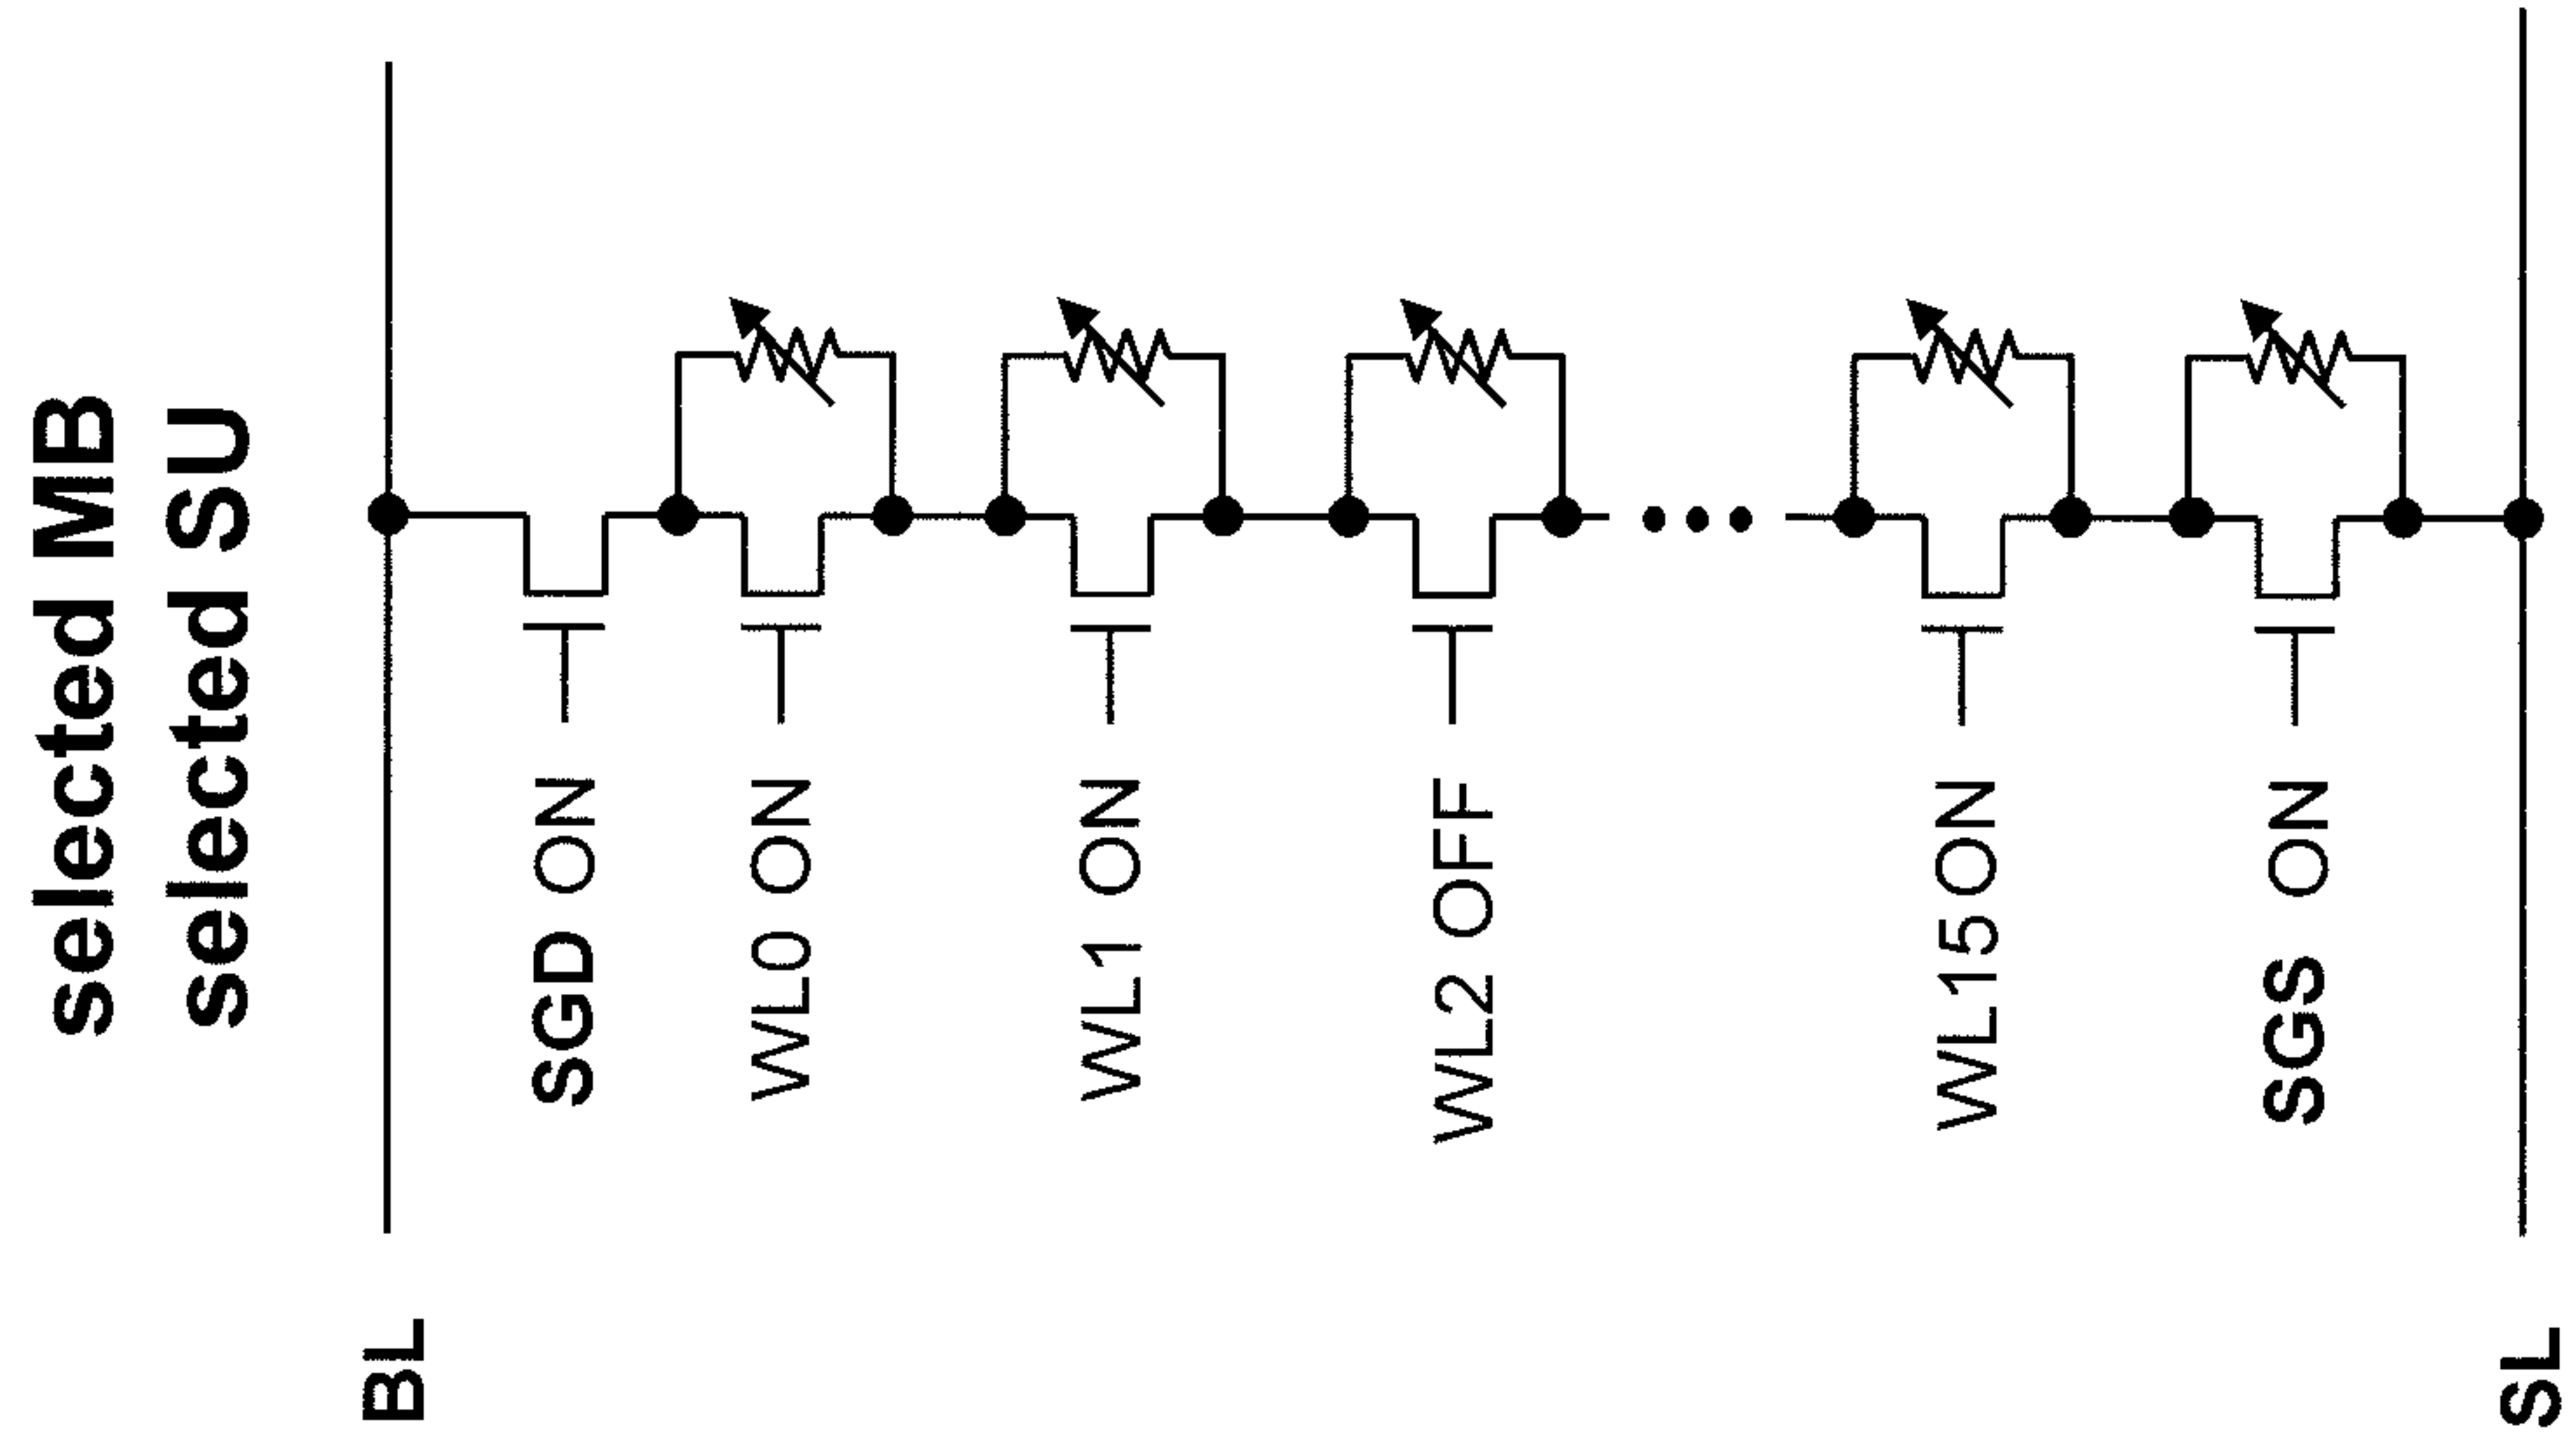 selected MB
selected SU
BL
SGD ON
WL0 ON
WL1 ON
WL2 OFF
WL15 ON
SGS ON
SL